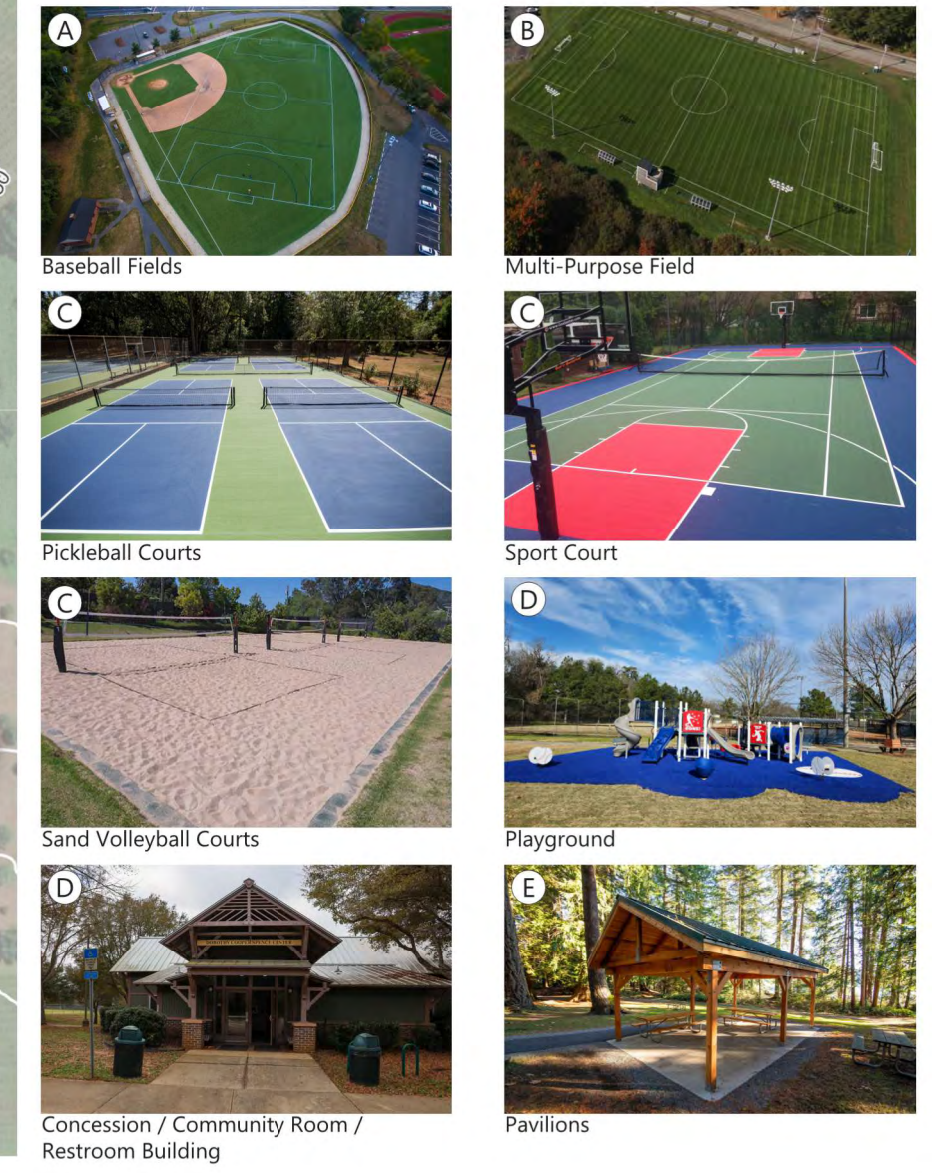 A
B
Baseball Fields
Multi-Purpose Field
C
C
Pickleball Courts
Sport Court
C
D
Sand Volleyball Courts
Playground
D
E
Concession / Community Room /
Restroom Building
Pavilions